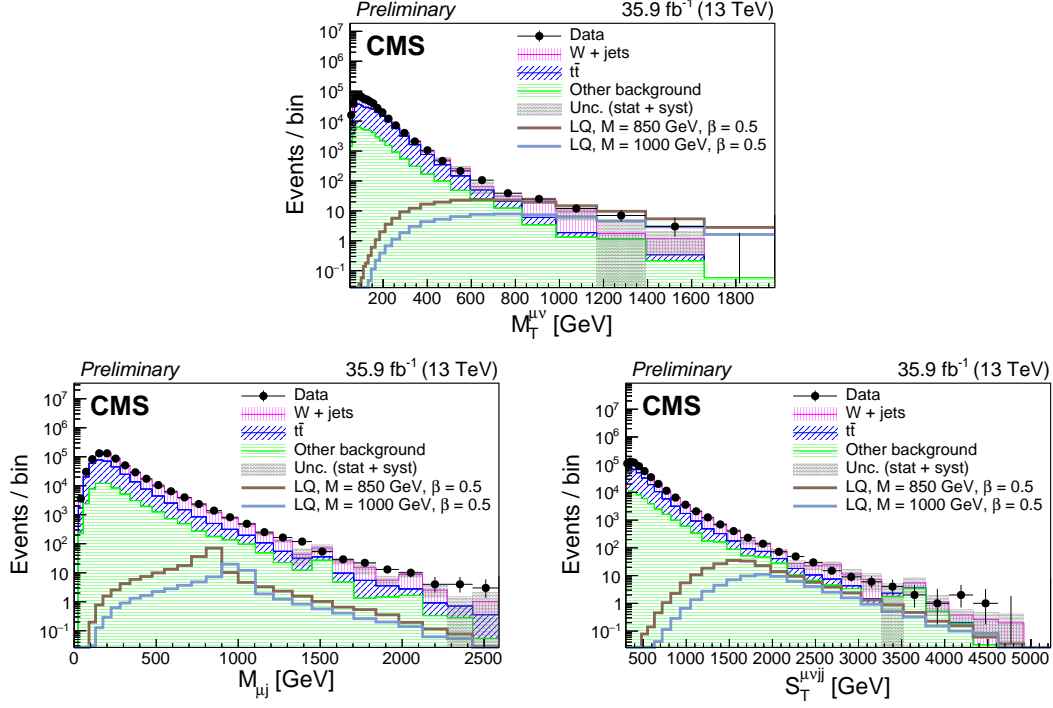 Preliminary 35.9 fb⁻¹ (13 TeV)
CMS
Data
W + jets
tt̄
Other background
Unc. (stat + syst)
LQ, M = 850 GeV, β = 0.5
LQ, M = 1000 GeV, β = 0.5
Events / bin
10⁷
10⁶
10⁵
10⁴
10³
10²
10
1
10⁻¹
200 400 600 800 1000 1200 1400 1600 1800
M_T^μν [GeV]
Preliminary 35.9 fb⁻¹ (13 TeV)
CMS
Data
W + jets
tt̄
Other background
Unc. (stat + syst)
LQ, M = 850 GeV, β = 0.5
LQ, M = 1000 GeV, β = 0.5
Events / bin
10⁷
10⁶
10⁵
10⁴
10³
10²
10
1
10⁻¹
0 500 1000 1500 2000 2500
M_μj [GeV]
Preliminary 35.9 fb⁻¹ (13 TeV)
CMS
Data
W + jets
tt̄
Other background
Unc. (stat + syst)
LQ, M = 850 GeV, β = 0.5
LQ, M = 1000 GeV, β = 0.5
Events / bin
10⁸
10⁷
10⁶
10⁵
10⁴
10³
10²
10
1
10⁻¹
500 1000 1500 2000 2500 3000 3500 4000 4500 5000
S_T^μνjj [GeV]